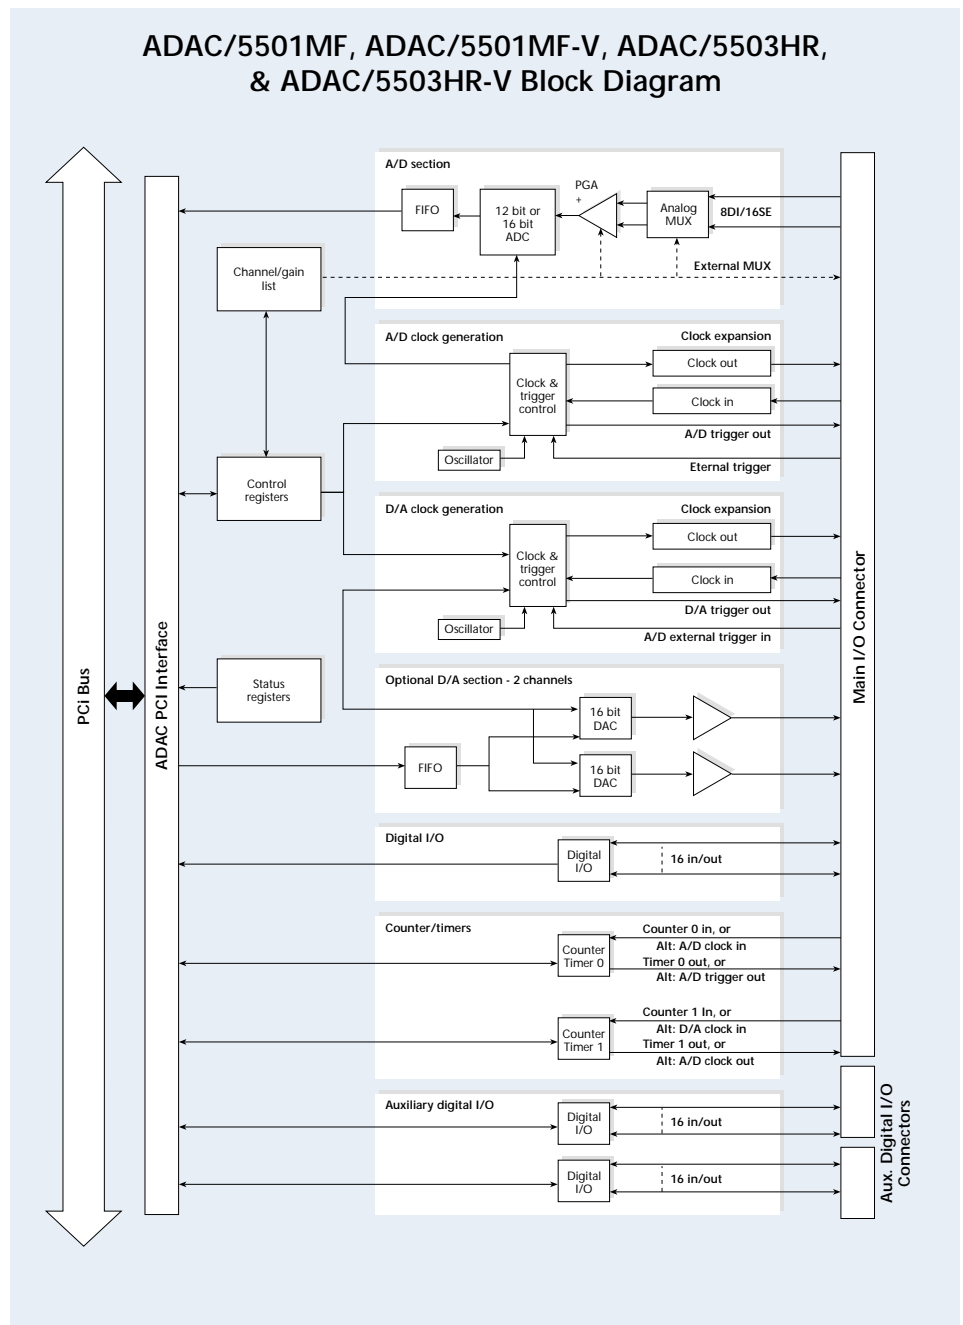 ADAC/5501MF, ADAC/5501MF-V, ADAC/5503HR,
& ADAC/5503HR-V Block Diagram
A/D section
PGA
+
FIFO
12 bit or
16 bit
ADC
Analog
MUX
8DI/16SE
Channel/gain
list
External MUX
A/D clock generation
Clock expansion
Clock out
Clock &
trigger
control
Clock in
A/D trigger out
Oscillator
Eternal trigger
Control
registers
D/A clock generation
Clock expansion
Clock out
Clock &
trigger
control
Clock in
D/A trigger out
Oscillator
A/D external trigger in
PCi Bus
ADAC PCI Interface
Main I/O Connector
Status
registers
Optional D/A section - 2 channels
16 bit
DAC
FIFO
16 bit
DAC
Digital I/O
Digital
I/O
16 in/out
Counter/timers
Counter 0 in, or
Alt: A/D clock in
Counter
Timer 0
Timer 0 out, or
Alt: A/D trigger out
Counter 1 In, or
Alt: D/A clock in
Counter
Timer 1
Timer 1 out, or
Alt: A/D clock out
Auxiliary digital I/O
Digital
I/O
16 in/out
Digital
I/O
16 in/out
Aux. Digital I/O
Connectors